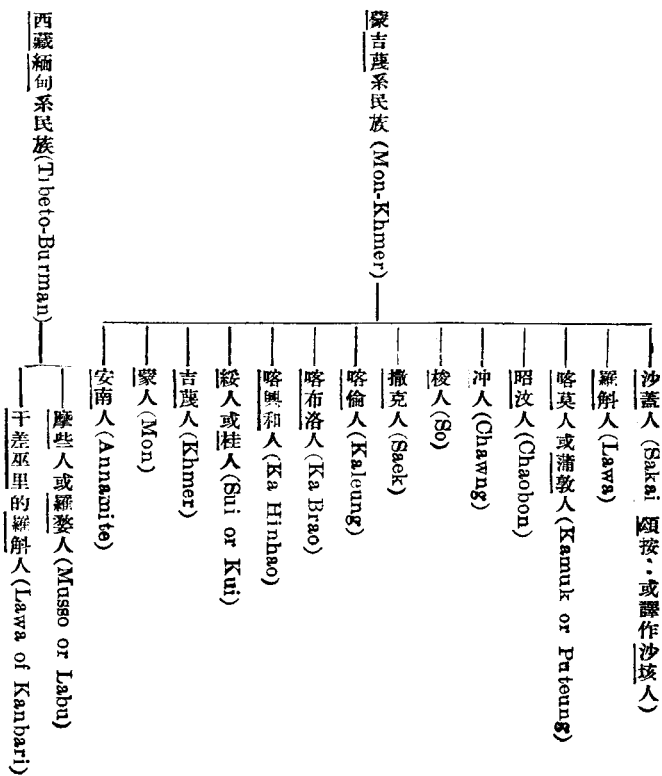 蒙吉蔑系民族 (Mon-Khmer)
沙蓋人 (Sakai 頌按：或譯作沙垓人)
羅斛人 (Lawa)
喀莫人或蒲敦人 (Kamuk or Puteung)
昭汶人 (Chaobon)
冲人 (Chawng)
梭人 (So)
撒克人 (Saek)
喀倫人 (Kaleung)
喀布洛人 (Ka Brao)
喀興和人 (Ka Hinhao)
綏人或桂人 (Sui or Kui)
吉蔑人 (Khmer)
蒙人 (Mon)
安南人 (Annamite)
西藏緬甸系民族 (Tibeto-Burman)
摩些人或羅婺人 (Musso or Labu)
干差巫里的羅斛人 (Lawa of Kanbari)